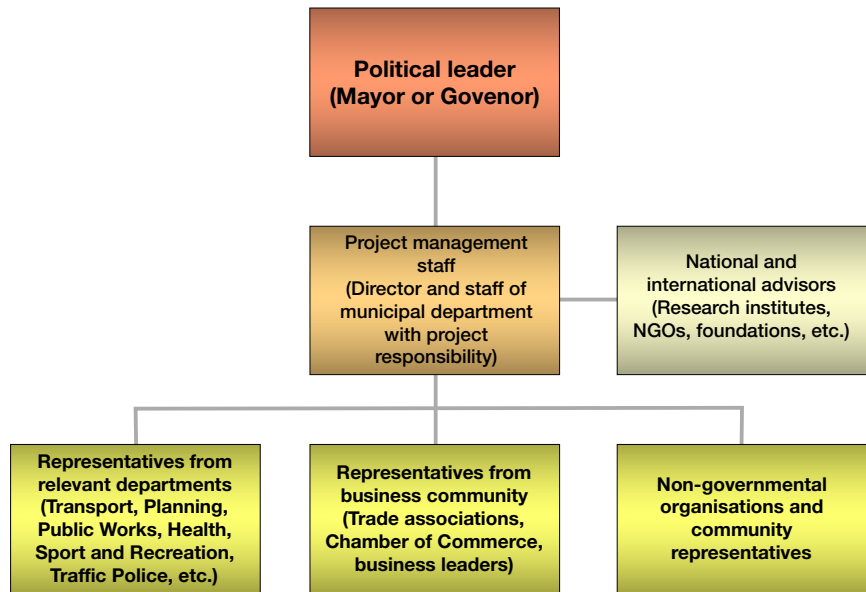 Political leader
(Mayor or Govenor)
Project management
staff
(Director and staff of
municipal department
with project
responsibility)
National and
international advisors
(Research institutes,
NGOs, foundations, etc.)
Representatives from
relevant departments
(Transport, Planning,
Public Works, Health,
Sport and Recreation,
Traffic Police, etc.)
Representatives from
business community
(Trade associations,
Chamber of Commerce,
business leaders)
Non-governmental
organisations and
community
representatives